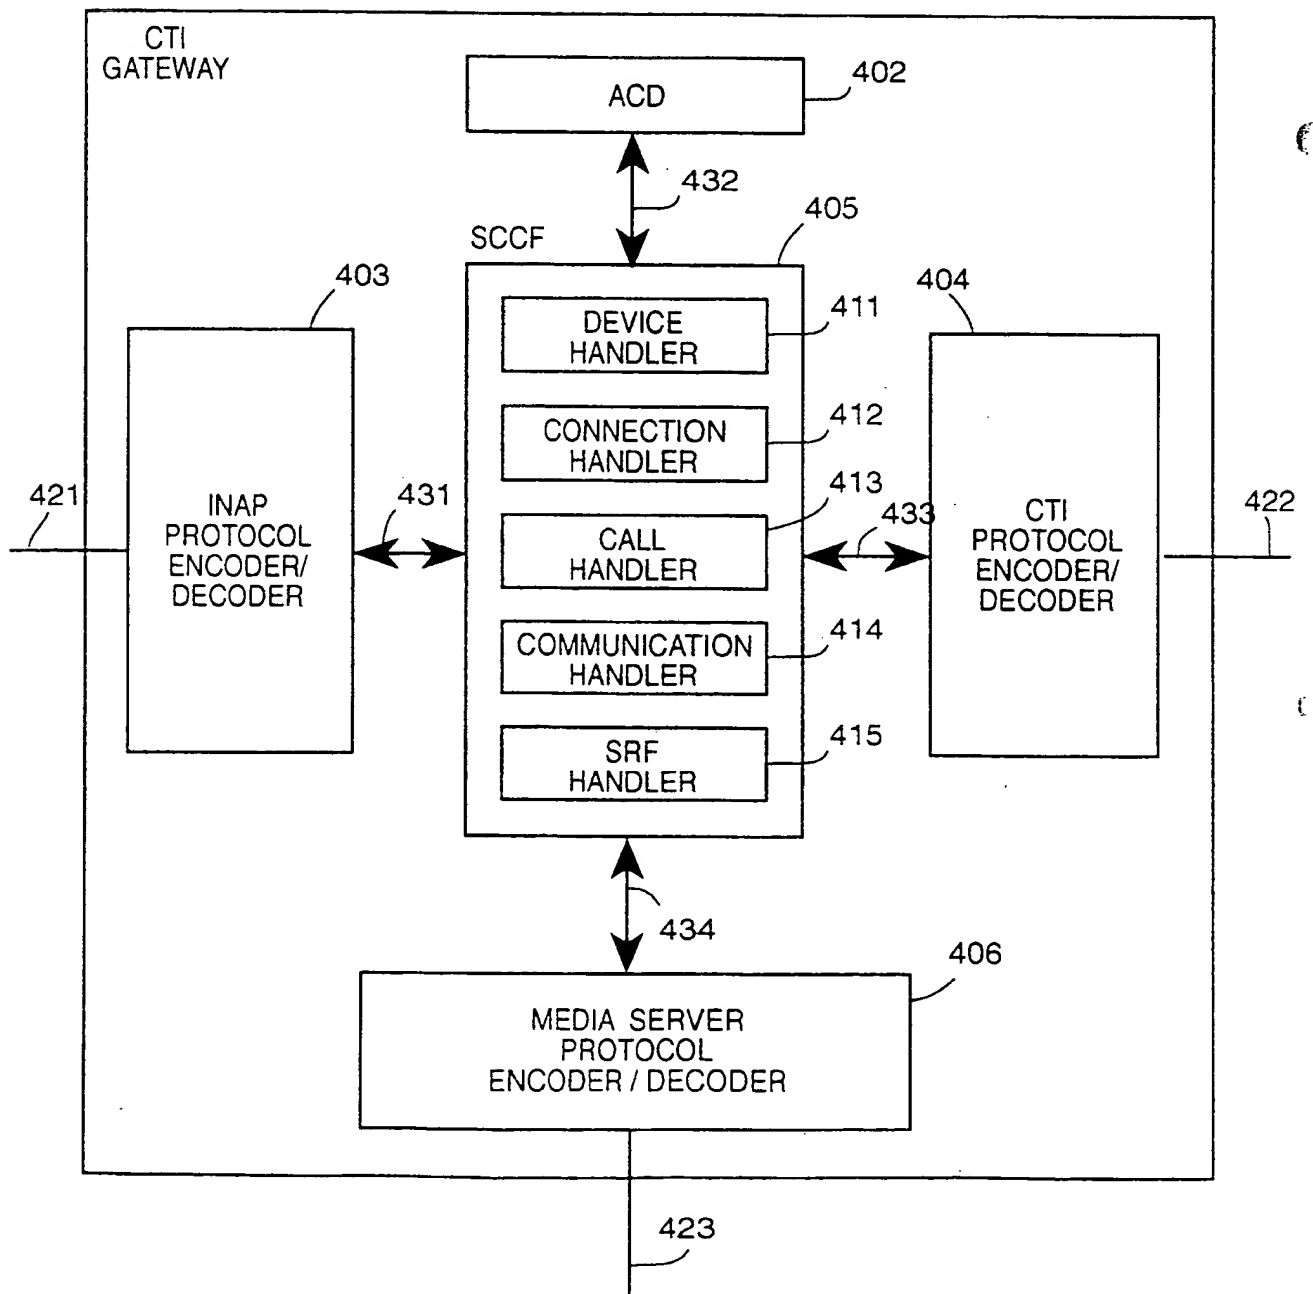 CTI
GATEWAY
ACD
402
432
SCCF
405
403
404
DEVICE
HANDLER
411
CONNECTION
HANDLER
412
CALL
HANDLER
413
COMMUNICATION
HANDLER
414
SRF
HANDLER
415
421
INAP
PROTOCOL
ENCODER/
DECODER
431
433
CTI
PROTOCOL
ENCODER/
DECODER
422
434
406
MEDIA SERVER
PROTOCOL
ENCODER / DECODER
423